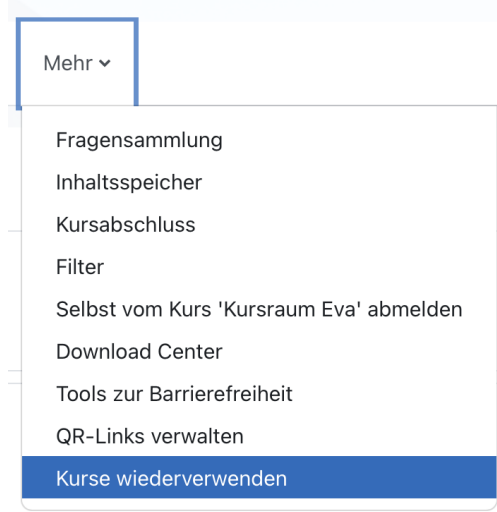 Mehr
Fragensammlung
Inhaltsspeicher
Kursabschluss
Filter
Selbst vom Kurs 'Kursraum Eva' abmelden
Download Center
Tools zur Barrierefreiheit
QR-Links verwalten
Kurse wiederverwenden